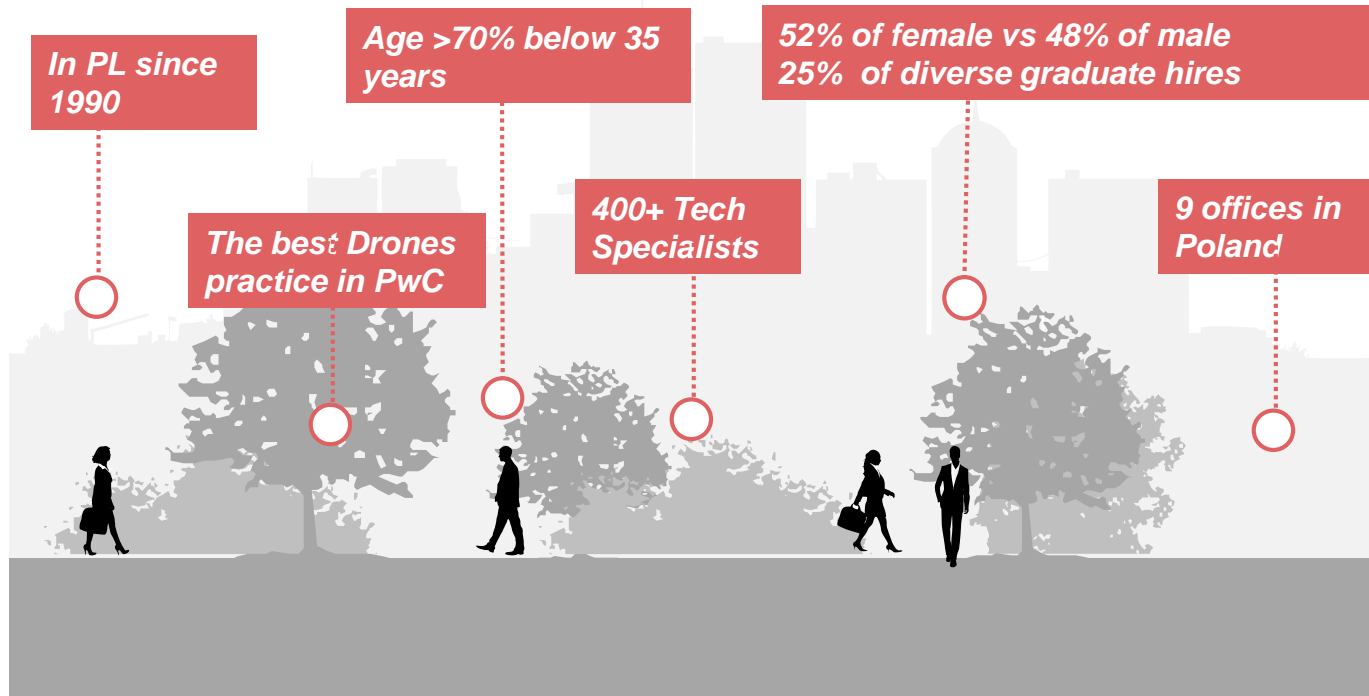 In PL since
1990
Age >70% below 35
years
52% of female vs 48% of male
25%  of diverse graduate hires
The best Drones
practice in PwC
400+ Tech
Specialists
9 offices in
Poland